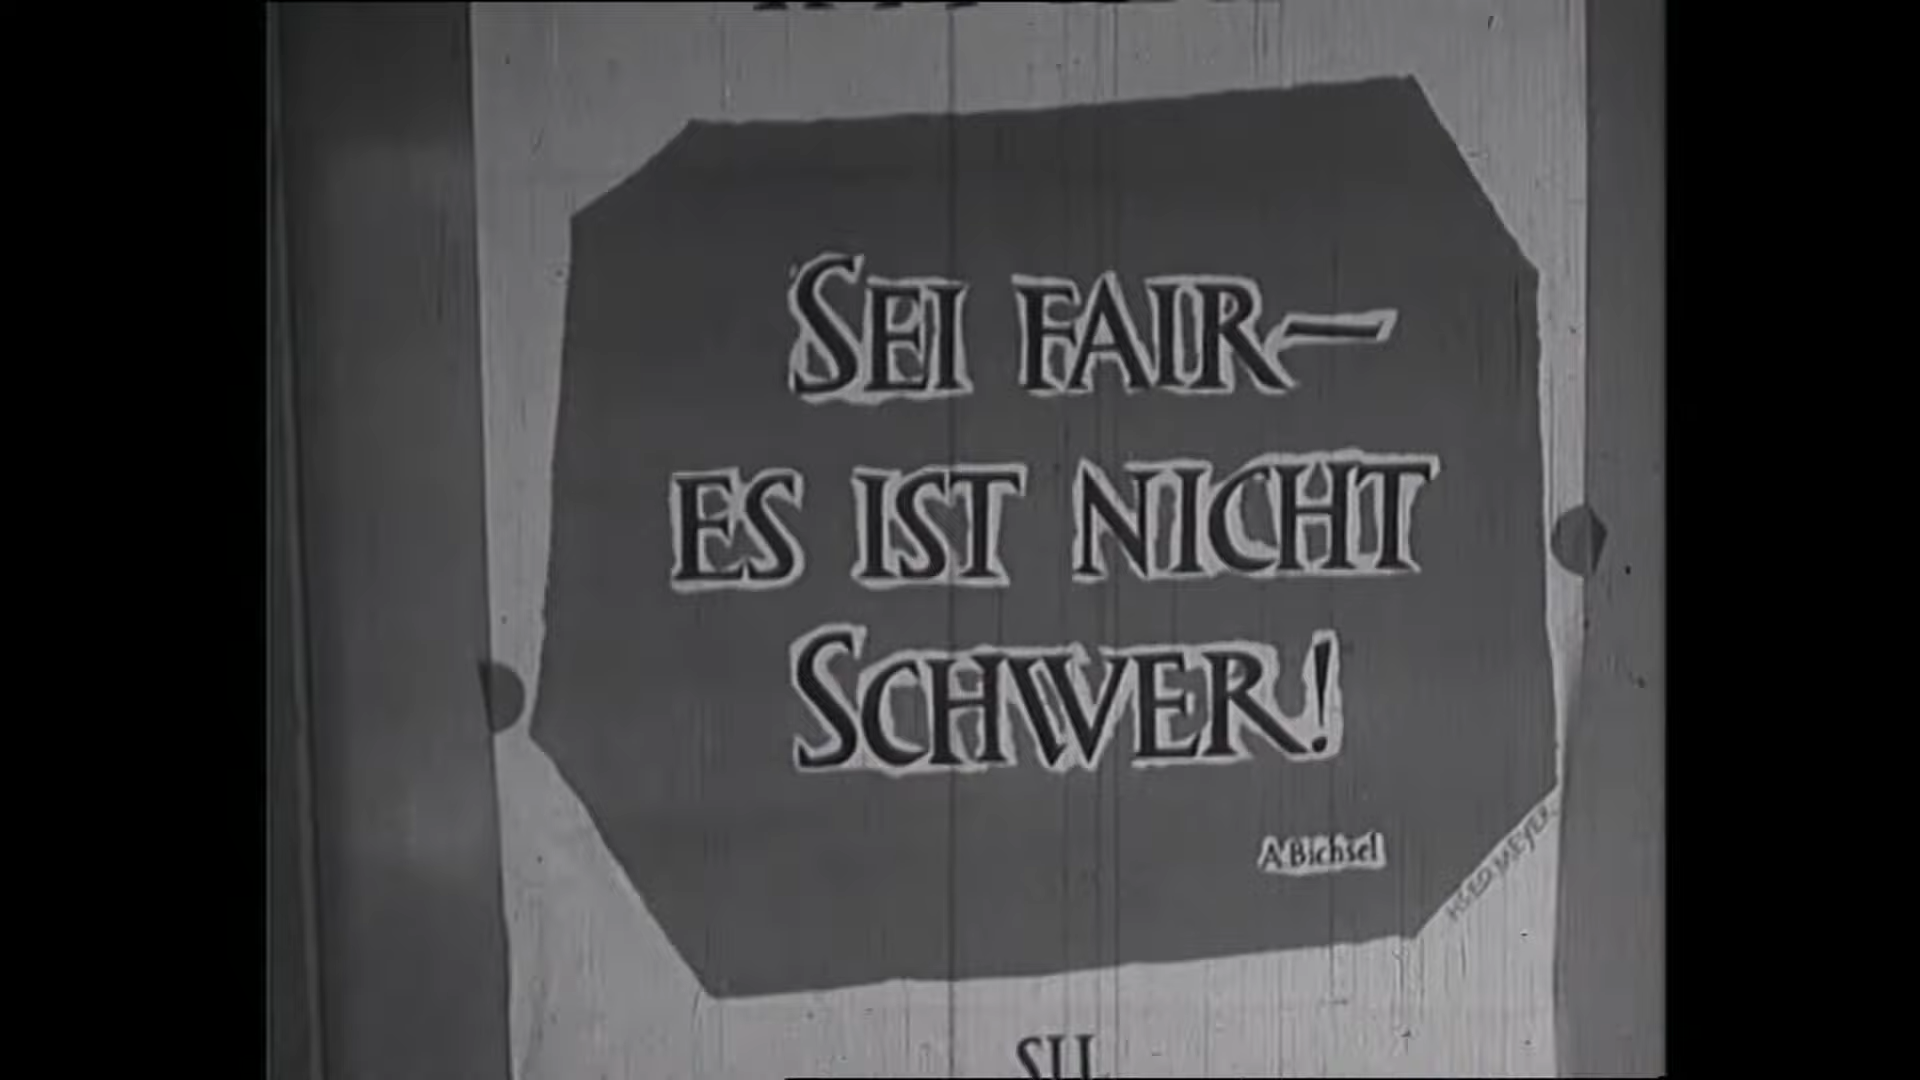 SEI FAIR—
ES IST NICHT
SCHWER!
A. Bichsel